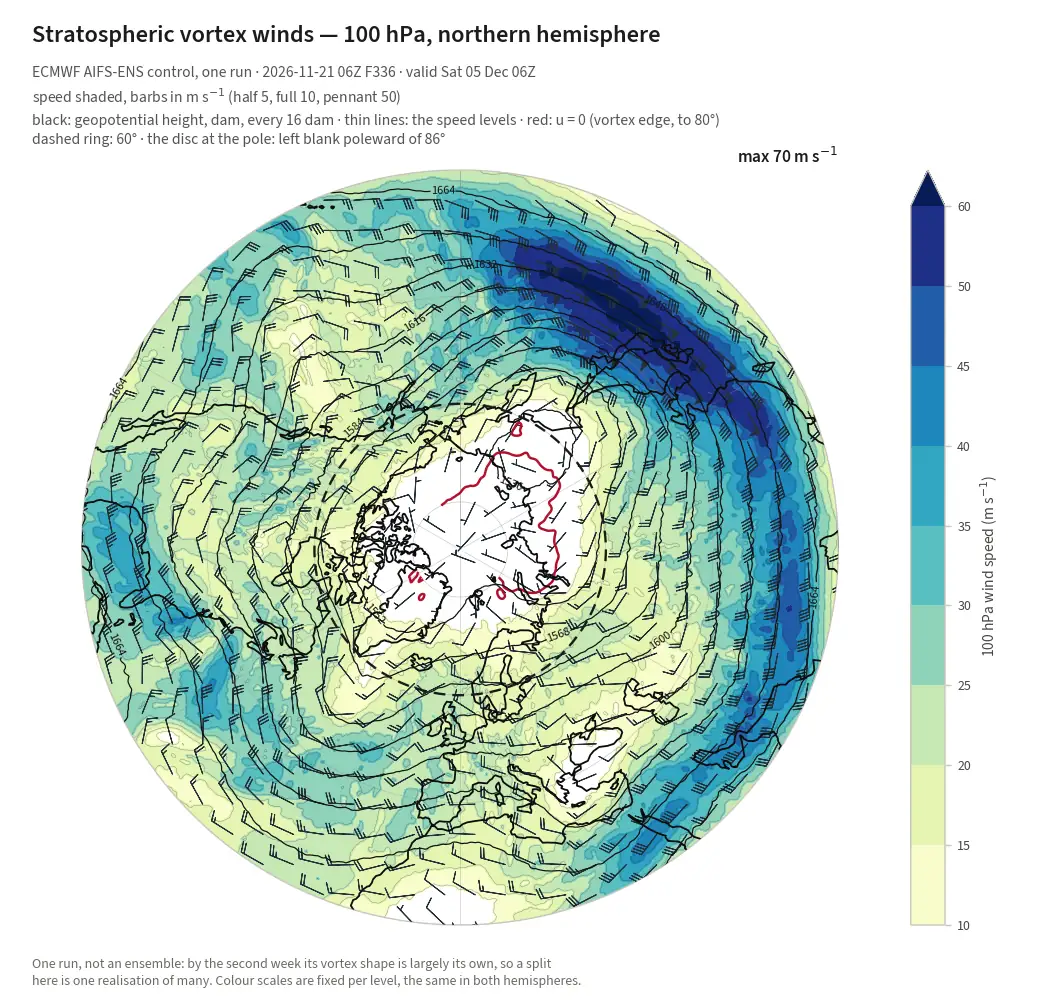 Stratospheric vortex winds — 100 hPa, northern hemisphere
ECMWF AIFS-ENS control, one run · 2026-11-21 06Z F336 · valid Sat 05 Dec 06Z
speed shaded, barbs in m s⁻¹ (half 5, full 10, pennant 50)
black: geopotential height, dam, every 16 dam · thin lines: the speed levels · red: u = 0 (vortex edge, to 80°)
dashed ring: 60° · the disc at the pole: left blank poleward of 86°
max 70 m s⁻¹
1664
1632
1648
1616
1664
1584
1664
1568
1600
1664
60
50
45
40
35
30
25
20
15
10
100 hPa wind speed (m s⁻¹)
One run, not an ensemble: by the second week its vortex shape is largely its own, so a split
here is one realisation of many. Colour scales are fixed per level, the same in both hemispheres.